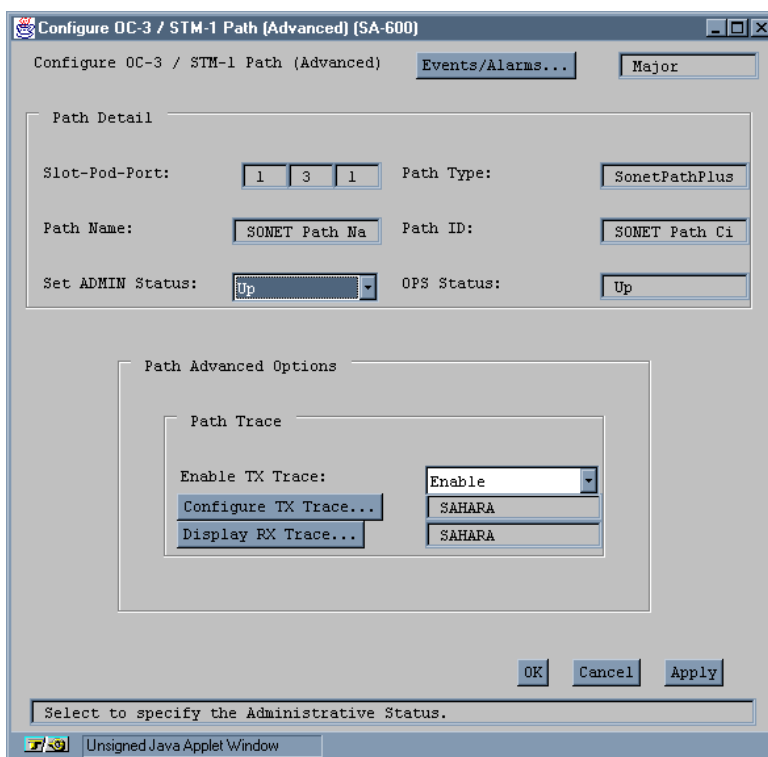 Configure OC-3 / STM-1 Path (Advanced) (SA-600)
Configure OC-3 / STM-1 Path (Advanced) Events/Alarms... Major
Path Detail
Slot-Pod-Port: 1 3 1 Path Type: SonetPathPlus
Path Name: SONET Path Na Path ID: SONET Path Ci
Set ADMIN Status: Up OPS Status: Up
Path Advanced Options
Path Trace
Enable TX Trace: Enable
Configure TX Trace... SAHARA
Display RX Trace... SAHARA
OK Cancel Apply
Select to specify the Administrative Status.
Unsigned Java Applet Window